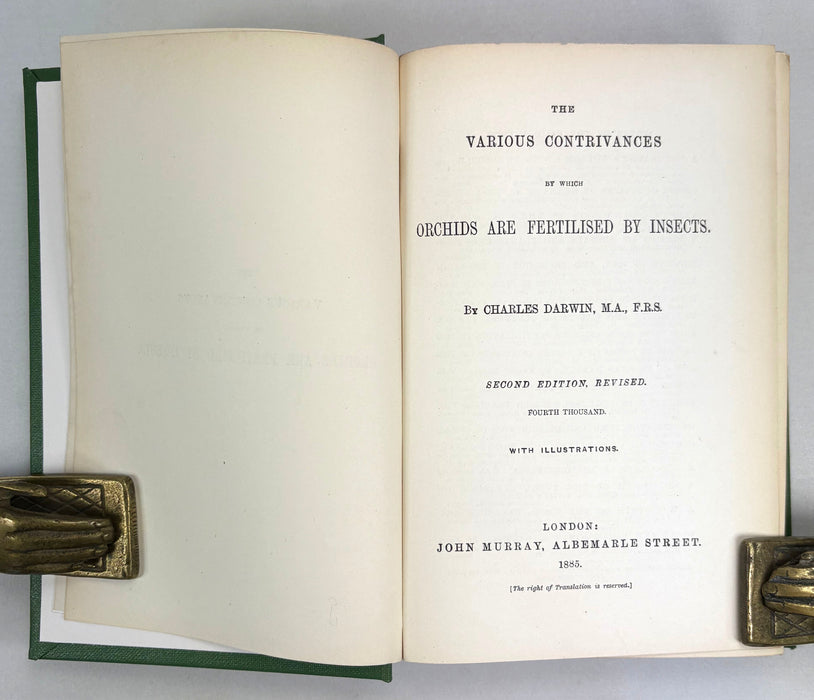 THE
VARIOUS CONTRIVANCES
BY WHICH
ORCHIDS ARE FERTILISED BY INSECTS.
BY CHARLES DARWIN, M.A., F.R.S.
SECOND EDITION, REVISED.
FOURTH THOUSAND.
WITH ILLUSTRATIONS.
LONDON:
JOHN MURRAY, ALBEMARLE STREET.
1885.
[The right of Translation is reserved.]